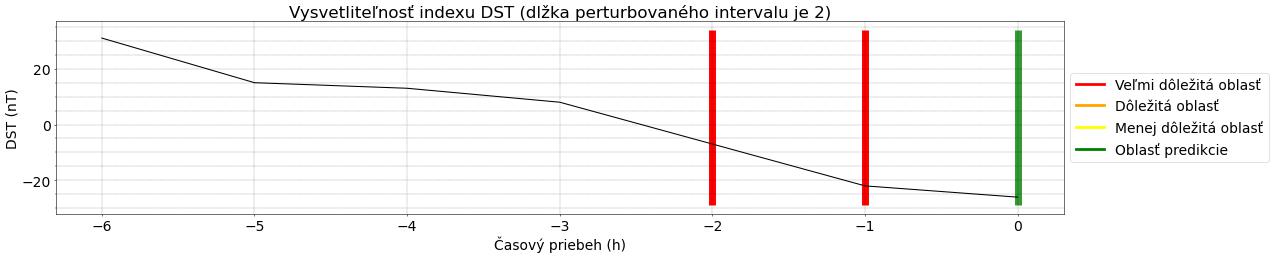 Vysvetliteľnosť indexu DST (dĺžka perturbovaného intervalu je 2)
DST (nT)
20
0
−20
−6
−5
−4
−3
−2
−1
0
Časový priebeh (h)
Veľmi dôležitá oblasť
Dôležitá oblasť
Menej dôležitá oblasť
Oblasť predikcie